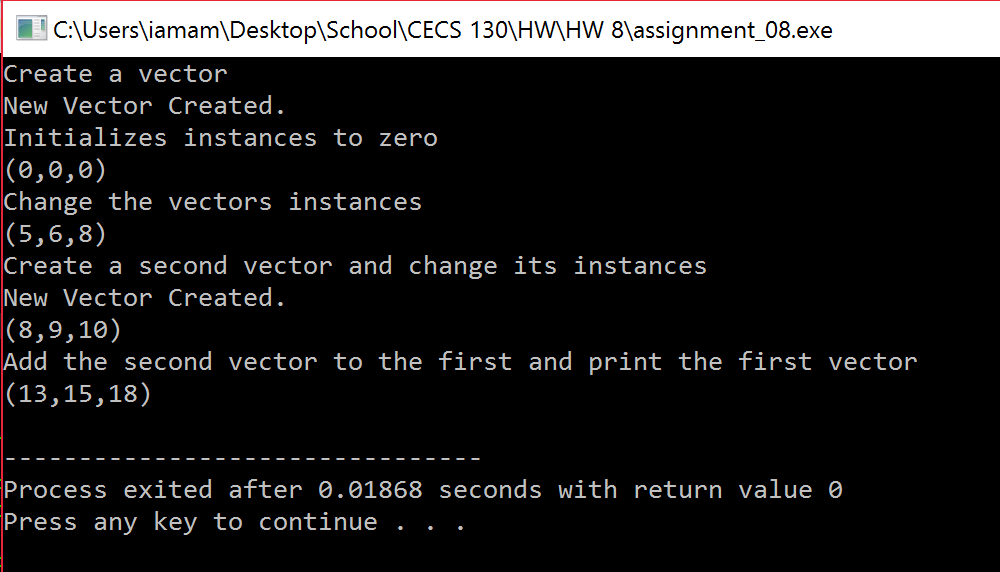 C:\Users\iamam\Desktop\School\CECS 130\HW\HW 8\assignment_08.exe
Create a vector
New Vector Created.
Initializes instances to zero
(0,0,0)
Change the vectors instances
(5,6,8)
Create a second vector and change its instances
New Vector Created.
(8,9,10)
Add the second vector to the first and print the first vector
(13,15,18)
--------------------------------
Process exited after 0.01868 seconds with return value 0
Press any key to continue . . .